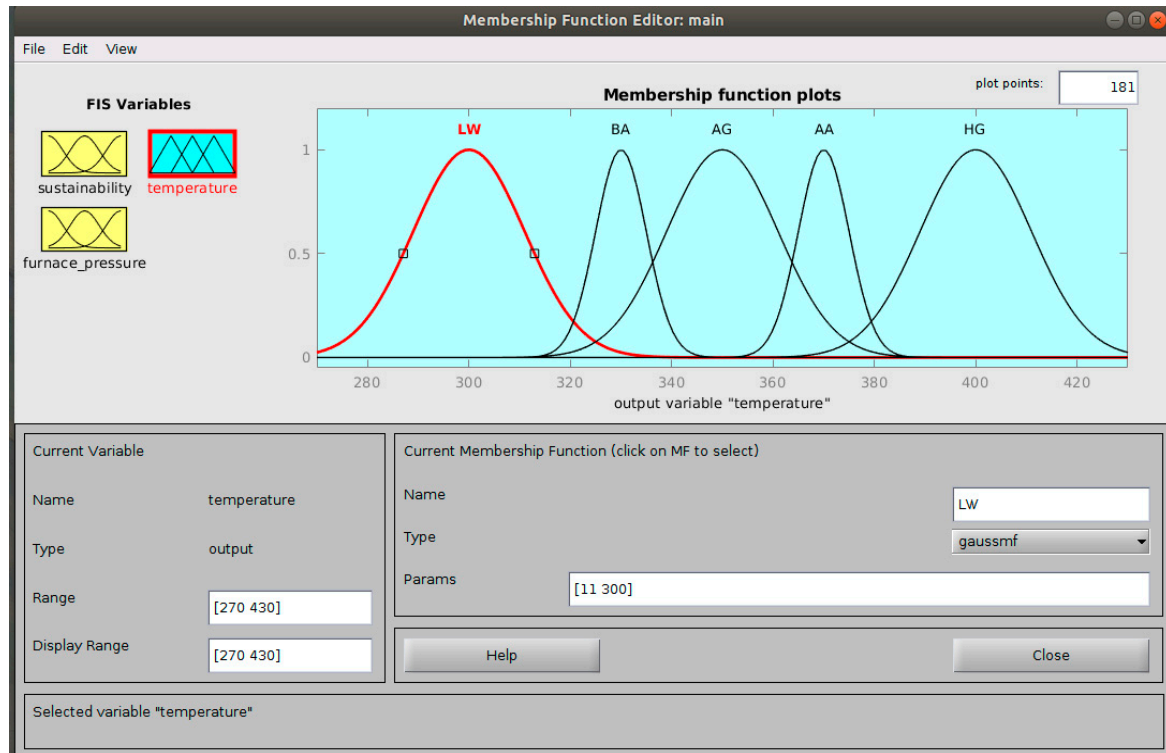 Membership Function Editor: main
File Edit View
FIS Variables
sustainability temperature
furnace_pressure
Membership function plots
plot points: 181
LW BA AG AA HG
1
0.5
0
280 300 320 340 360 380 400 420
output variable "temperature"
Current Variable
Name temperature
Type output
Range [270 430]
Display Range [270 430]
Current Membership Function (click on MF to select)
Name LW
Type gaussmf
Params [11 300]
Help Close
Selected variable "temperature"